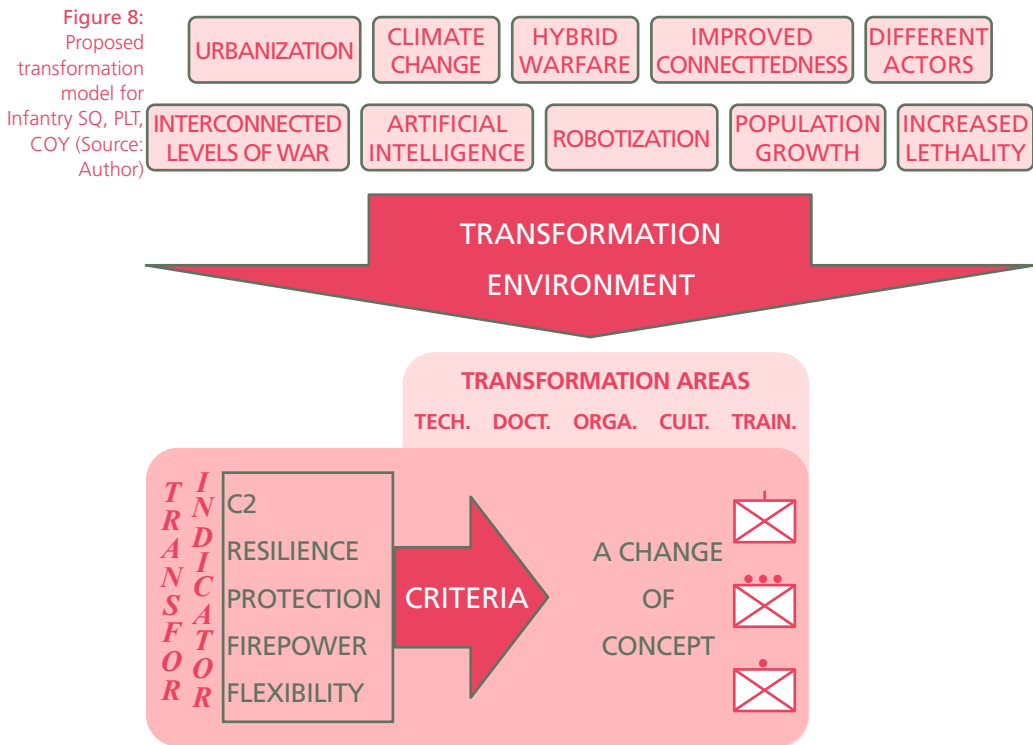 Figure 8:
Proposed
transformation
model for
Infantry SQ, PLT,
COY (Source:
Author)
URBANIZATION
CLIMATE
CHANGE
HYBRID
WARFARE
IMPROVED
CONNECTTEDNESS
DIFFERENT
ACTORS
INTERCONNECTED
LEVELS OF WAR
ARTIFICIAL
INTELLIGENCE
ROBOTIZATION
POPULATION
GROWTH
INCREASED
LETHALITY
TRANSFORMATION
ENVIRONMENT
TRANSFORMATION AREAS
TECH. DOCT. ORGA. CULT. TRAIN.
TRANSFOR
INDICATOR
C2
RESILIENCE
PROTECTION
FIREPOWER
FLEXIBILITY
CRITERIA
A CHANGE
OF
CONCEPT